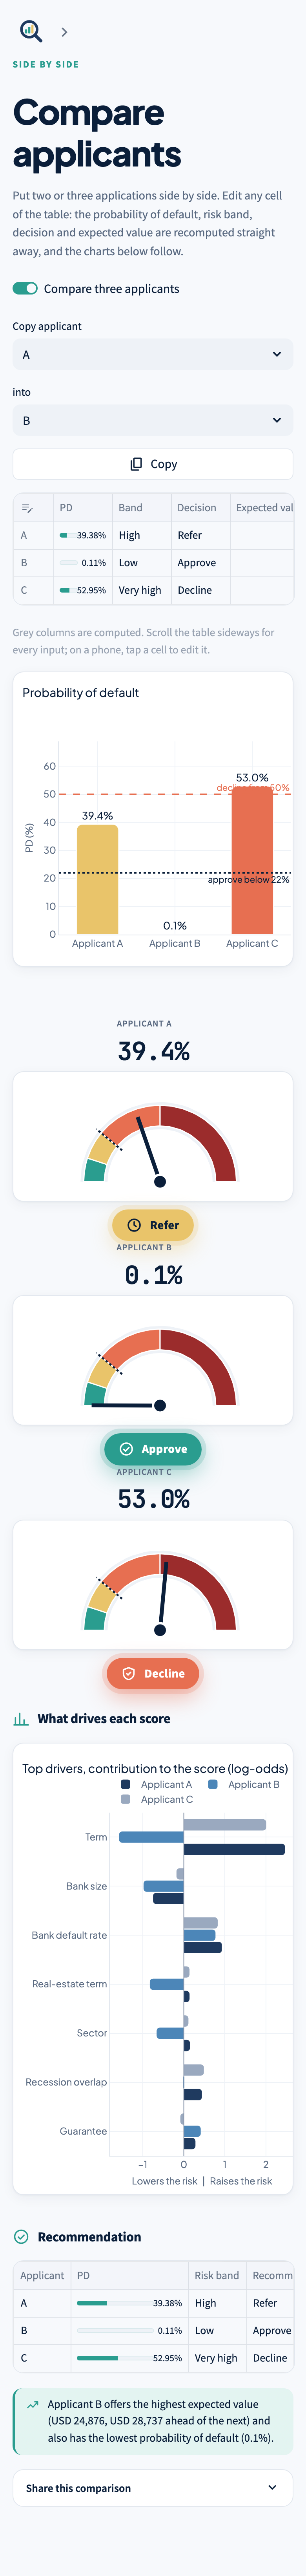 SIDE BY SIDE
Compare
applicants
Put two or three applications side by side. Edit any cell
of the table: the probability of default, risk band,
decision and expected value are recomputed straight
away, and the charts below follow.
Compare three applicants
Copy applicant
A
into
B
Copy
PD Band Decision Expected val
A 39.38% High Refer
B 0.11% Low Approve
C 52.95% Very high Decline
Grey columns are computed. Scroll the table sideways for
every input; on a phone, tap a cell to edit it.
Probability of default
60
50
40
30
20
10
0
PD (%)
39.4%
0.1%
53.0%
decline from 50%
approve below 22%
Applicant A Applicant B Applicant C
APPLICANT A
39.4%
Refer
APPLICANT B
0.1%
Approve
APPLICANT C
53.0%
Decline
What drives each score
Top drivers, contribution to the score (log-odds)
Applicant A Applicant B
Applicant C
Term
Bank size
Bank default rate
Real-estate term
Sector
Recession overlap
Guarantee
−1 0 1 2
Lowers the risk | Raises the risk
Recommendation
Applicant PD Risk band Recomm
A 39.38% High Refer
B 0.11% Low Approve
C 52.95% Very high Decline
Applicant B offers the highest expected value
(USD 24,876, USD 28,737 ahead of the next) and
also has the lowest probability of default (0.1%).
Share this comparison